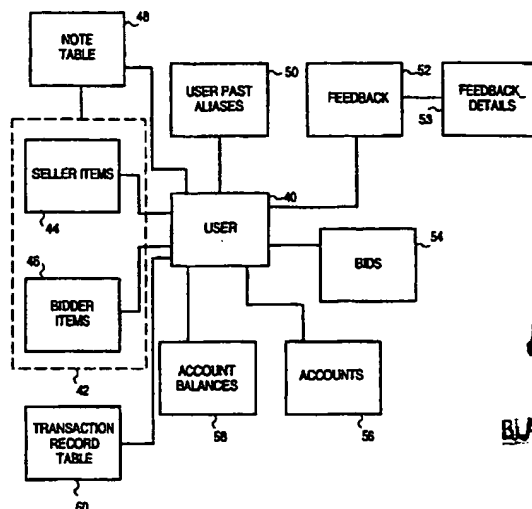 48
NOTE
TABLE
50
USER PAST
ALIASES
52
FEEDBACK
53
FEEDBACK
DETAILS
SELLER ITEMS
44
40
USER
54
BIDS
46
BIDDER
ITEMS
42
ACCOUNT
BALANCES
58
ACCOUNTS
56
TRANSACTION
RECORD
TABLE
60